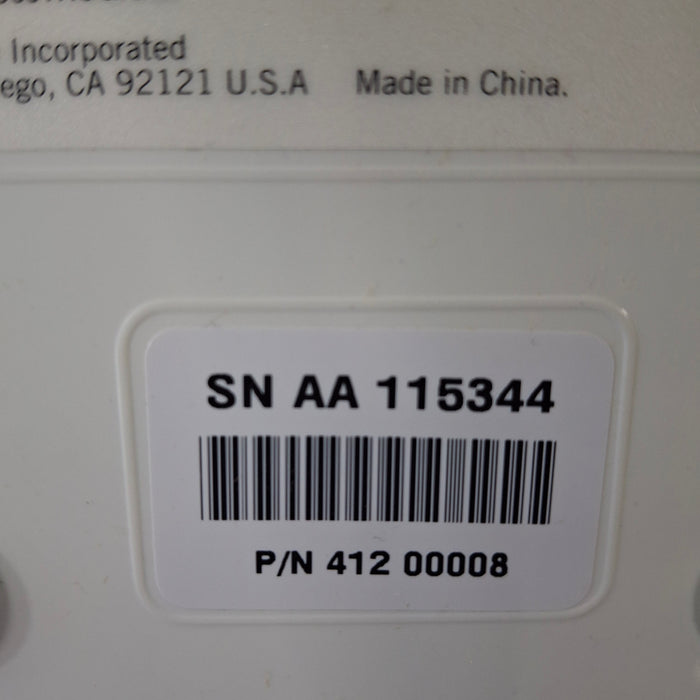 Incorporated
ego, CA 92121 U.S.A Made in China.
SN AA 115344
P/N 412 00008